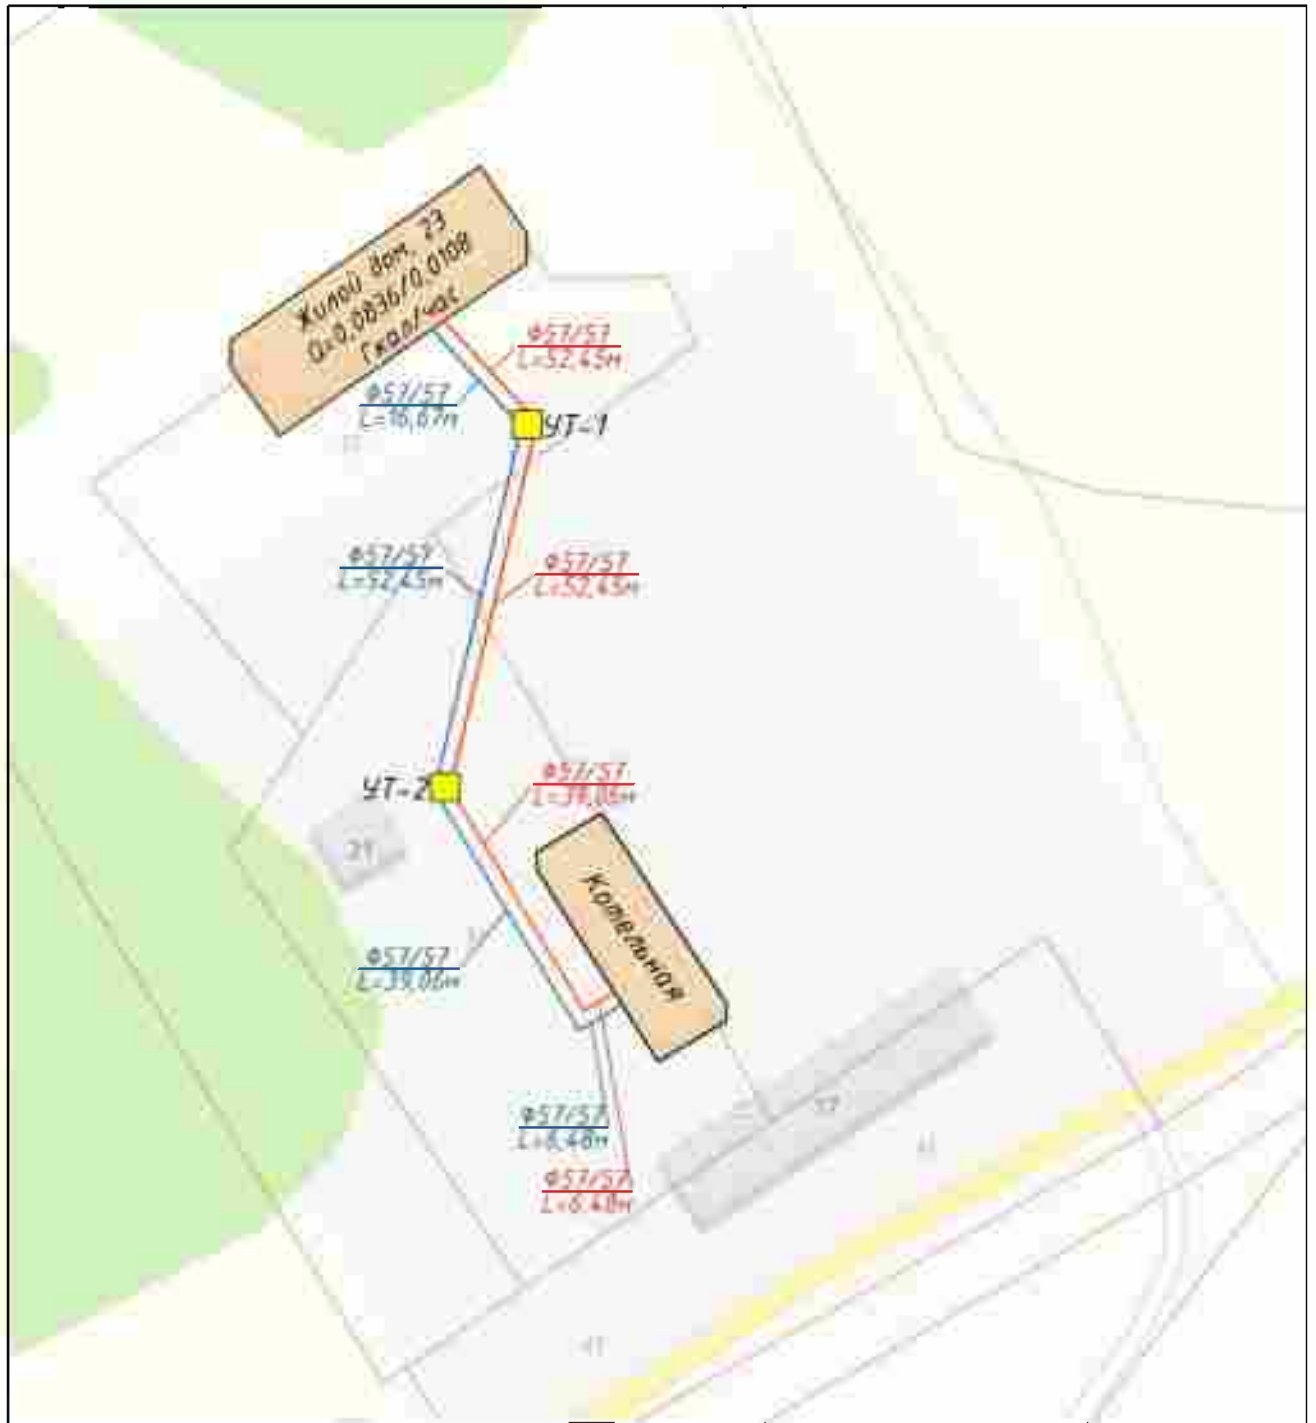 Жилой дом, 23
Q=0,0836/0,0108
Гкал/час
Ф57/57
L=52,45м
Ф57/57
L=16,67м
УТ-1
Ф57/57
L=52,45м
Ф57/57
L=52,45м
УТ-2
Ф57/57
L=39,06м
29
Котельная
Ф57/57
L=39,06м
Ф57/57
L=6,48м
Ф57/57
L=6.48м